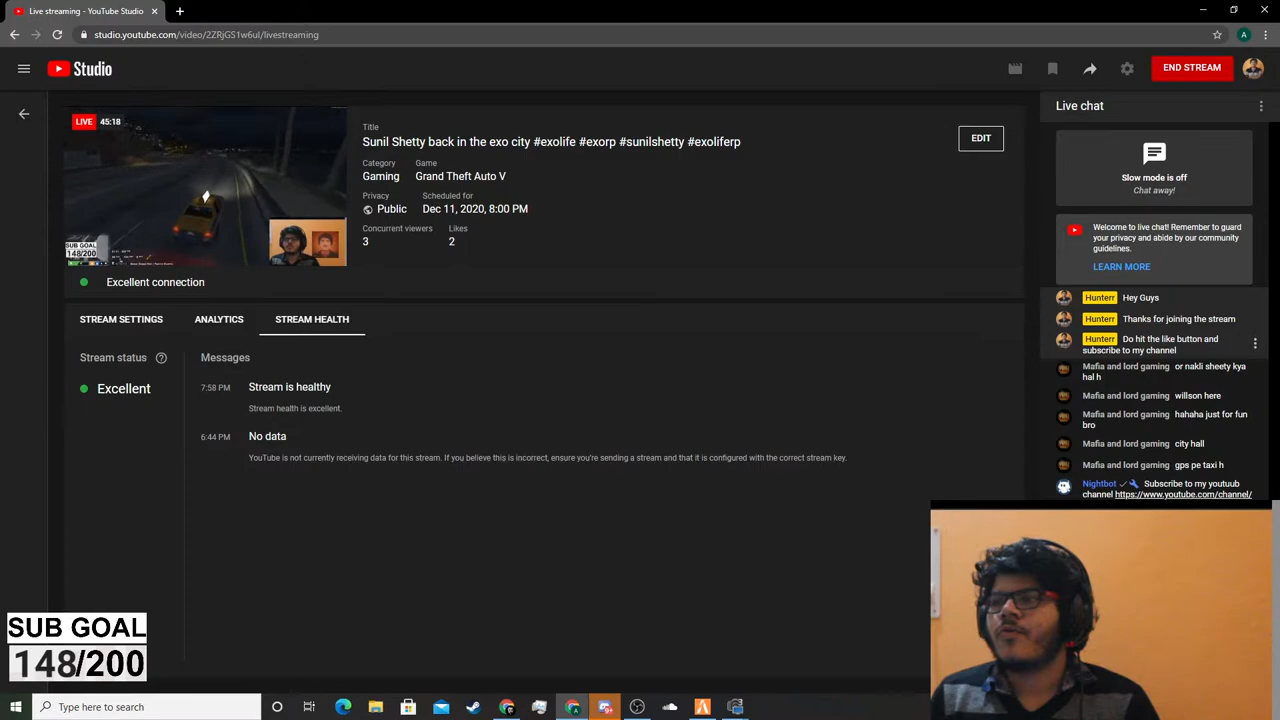 Live streaming - YouTube Studio
studio.youtube.com/video/2ZRjGS1w6uI/livestreaming
A
Studio
END STREAM
LIVE 45:18
SUB GOAL
148/200
Title
Sunil Shetty back in the exo city #exolife #exorp #sunilshetty #exoliferp
EDIT
Category Game
Gaming Grand Theft Auto V
Privacy Scheduled for
Public Dec 11, 2020, 8:00 PM
Concurrent viewers Likes
3 2
Excellent connection
STREAM SETTINGS ANALYTICS STREAM HEALTH
Stream status
Excellent
Messages
7:58 PM Stream is healthy
Stream health is excellent.
6:44 PM No data
YouTube is not currently receiving data for this stream. If you believe this is incorrect, ensure you're sending a stream and that it is configured with the correct stream key.
Live chat
Slow mode is off
Chat away!
Welcome to live chat! Remember to guard
your privacy and abide by our community
guidelines.
LEARN MORE
Hunterr Hey Guys
Hunterr Thanks for joining the stream
Hunterr Do hit the like button and
subscribe to my channel
Mafia and lord gaming or nakli sheety kya
hal h
Mafia and lord gaming willson here
Mafia and lord gaming hahaha just for fun
bro
Mafia and lord gaming city hall
Mafia and lord gaming gps pe taxi h
Nightbot Subscribe to my youtuub
channel https://www.youtube.com/channel/
SUB GOAL
148/200
Type here to search